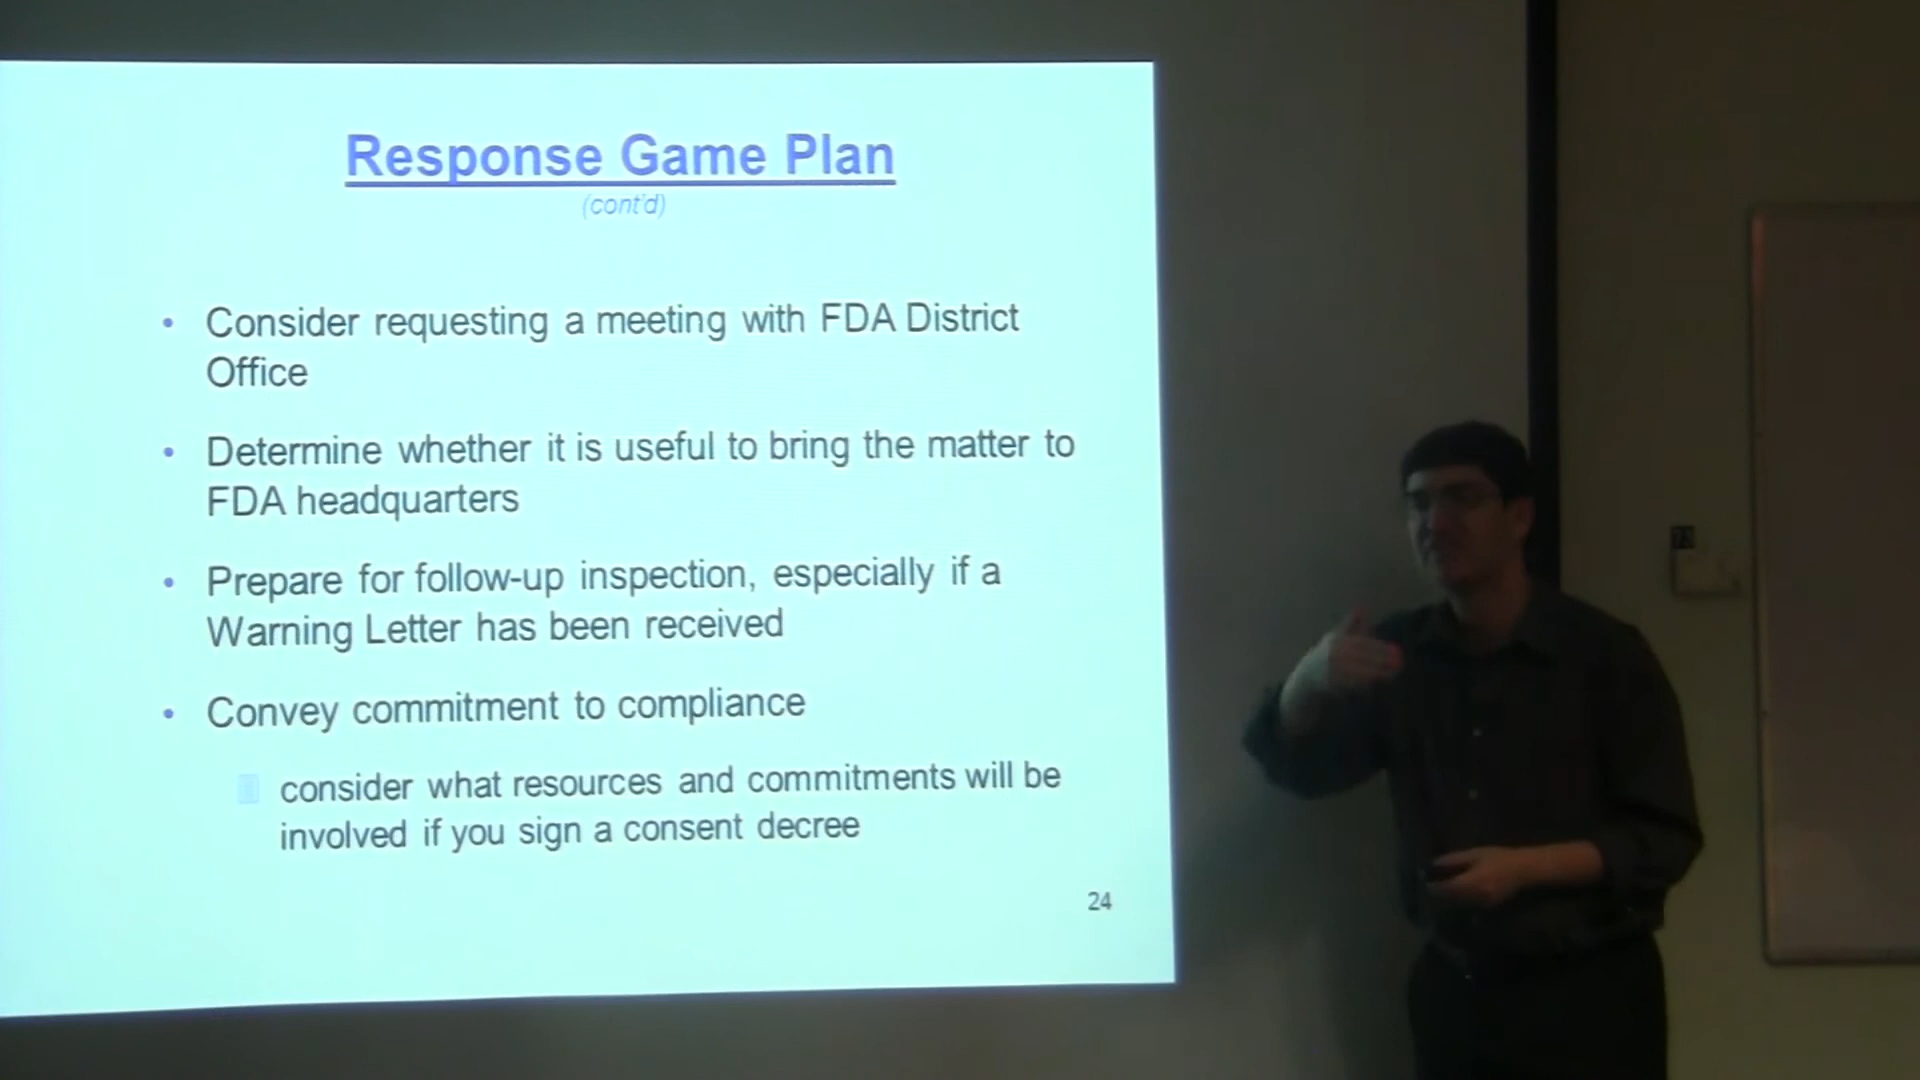 Response Game Plan
(cont'd)
• Consider requesting a meeting with FDA District
Office
• Determine whether it is useful to bring the matter to
FDA headquarters
• Prepare for follow-up inspection, especially if a
Warning Letter has been received
• Convey commitment to compliance
consider what resources and commitments will be
involved if you sign a consent decree
24